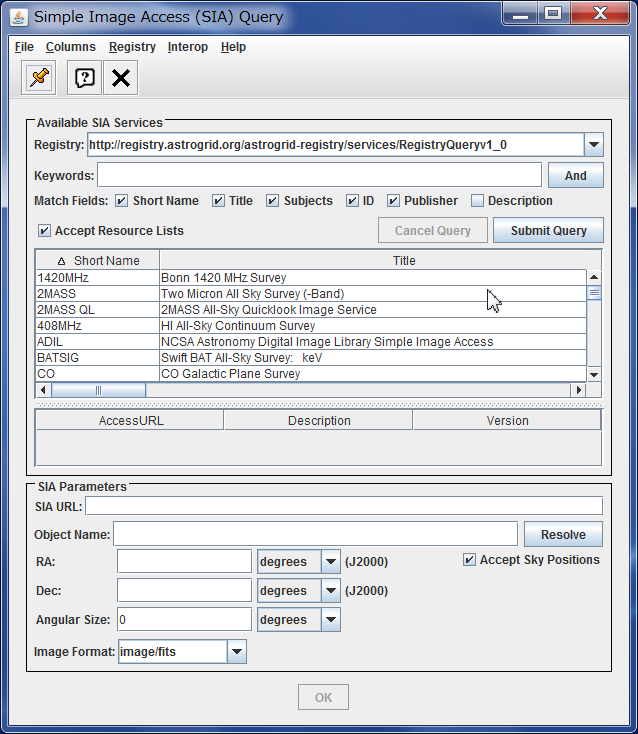 Simple Image Access (SIA) Query
File Columns Registry Interop Help
Available SIA Services
Registry: http://registry.astrogrid.org/astrogrid-registry/services/RegistryQueryv1_0
Keywords: And
Match Fields: Short Name Title Subjects ID Publisher Description
Accept Resource Lists Cancel Query Submit Query
Short Name Title
1420MHz Bonn 1420 MHz Survey
2MASS Two Micron All Sky Survey (-Band)
2MASS QL 2MASS All-Sky Quicklook Image Service
408MHz HI All-Sky Continuum Survey
ADIL NCSA Astronomy Digital Image Library Simple Image Access
BATSIG Swift BAT All-Sky Survey: keV
CO CO Galactic Plane Survey
AccessURL Description Version
SIA Parameters
SIA URL:
Object Name: Resolve
RA: degrees (J2000) Accept Sky Positions
Dec: degrees (J2000)
Angular Size: 0 degrees
Image Format: image/fits
OK